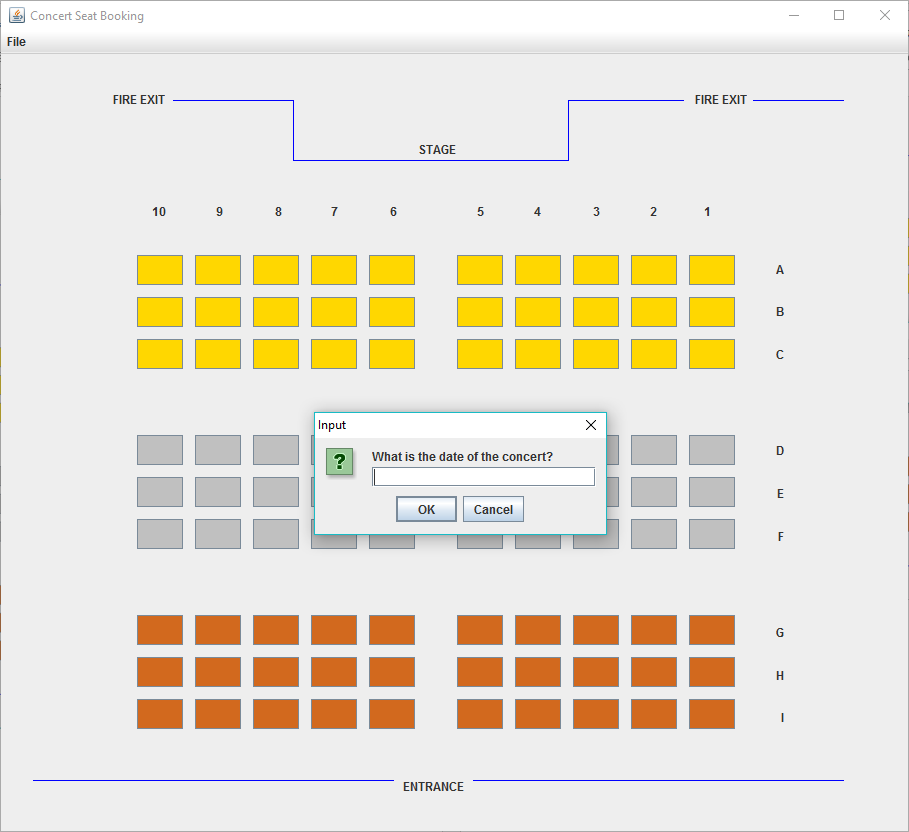 Concert Seat Booking
File
FIRE EXIT
FIRE EXIT
STAGE
10 9 8 7 6 5 4 3 2 1
A
B
C
Input
What is the date of the concert?
?
OK Cancel
D
E
F
G
H
I
ENTRANCE